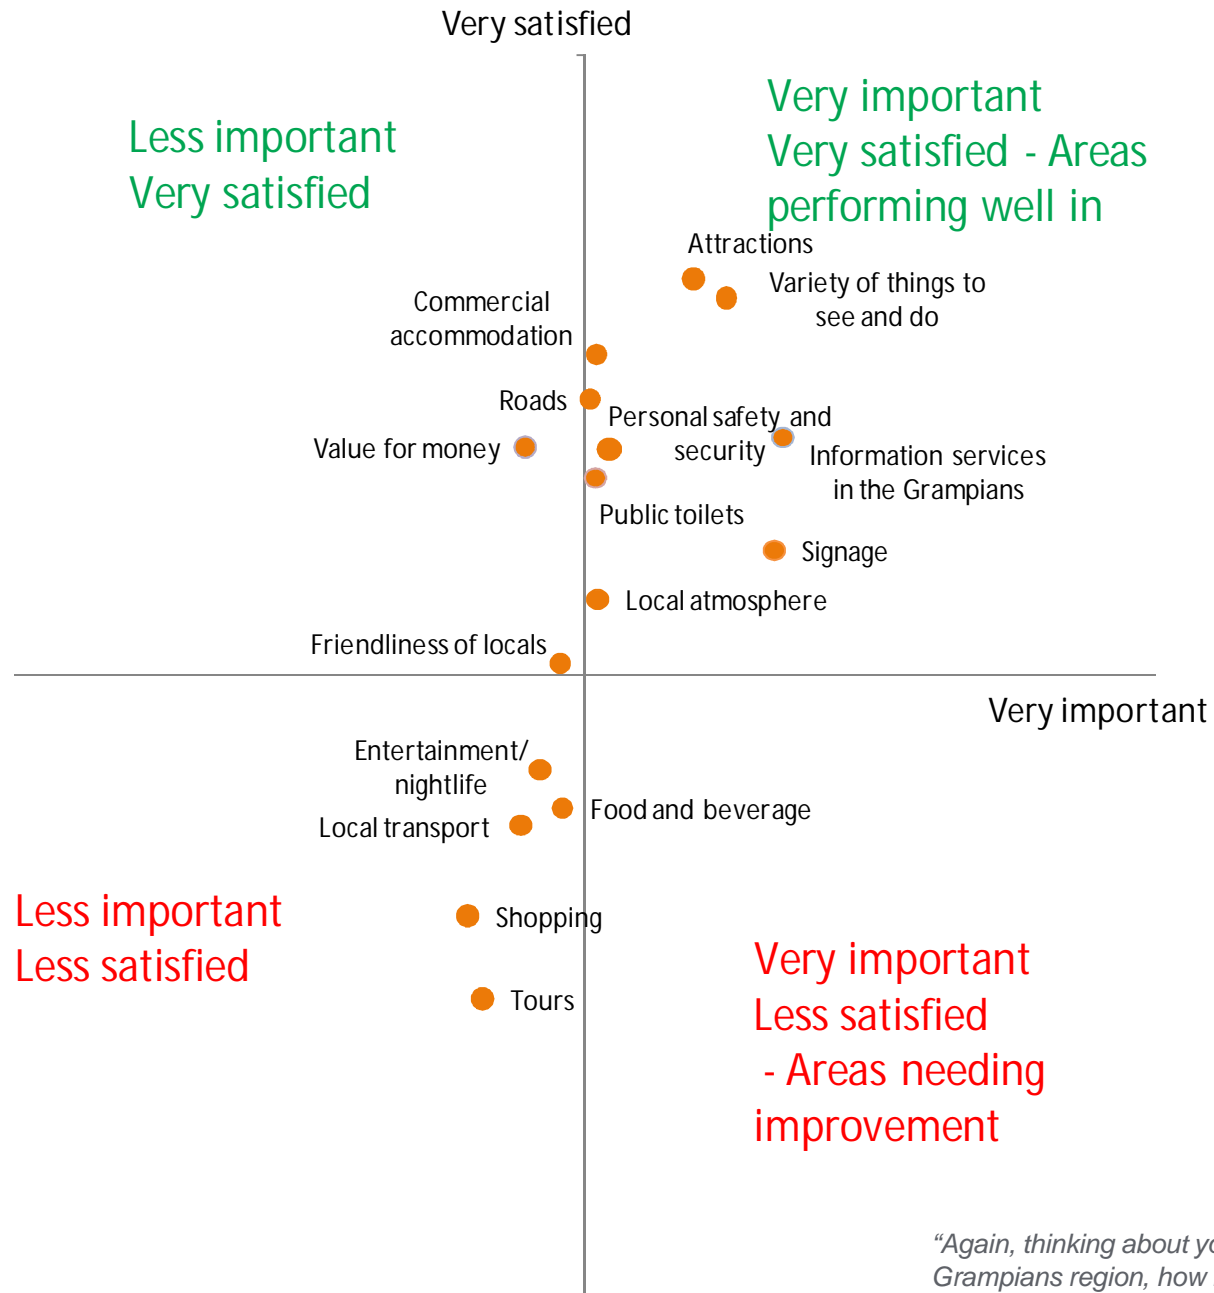 Very satisfied
Less important
Very satisfied
Very important
Very satisfied - Areas
performing well in
Attractions
Variety of things to
see and do
Commercial
accommodation
Roads
Personal safety and
security
Value for money
Information services
in the Grampians
Public toilets
Signage
Local atmosphere
Friendliness of locals
Very important
Entertainment/
nightlife
Food and beverage
Local transport
Less important
Less satisfied
Shopping
Tours
Very important
Less satisfied
- Areas needing
improvement
“Again, thinking about yo
Grampians region, how